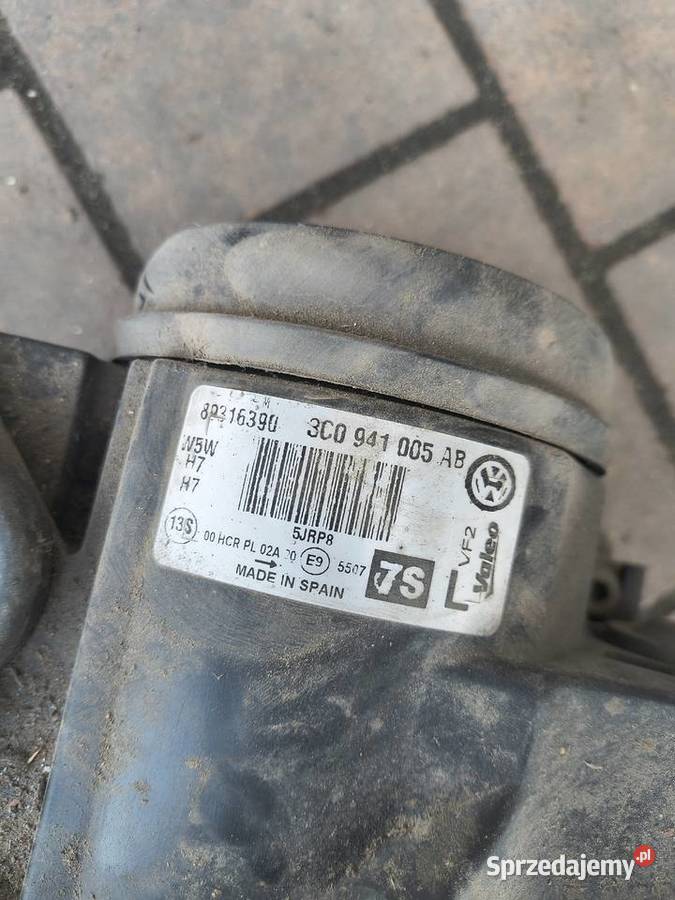 89316390 3C0 941 005 AB
W5W
H7
H7
5JRP8
13S 00 HCR PL 02A E9 5507 7S
MADE IN SPAIN
VF2
Valeo
Sprzedajemy.pl